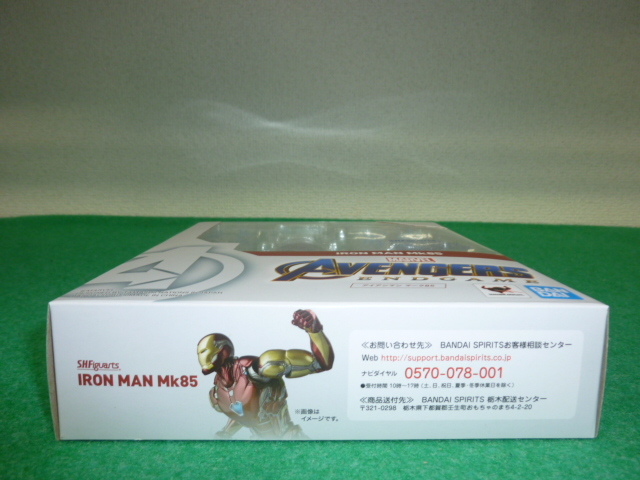 IRON MAN Mk85
MARVEL
AVENGERS
ENDGAME
BAN
DAI
S.H.Figuarts
IRON MAN Mk85
※画像は
イメージです。
≪お問い合わせ先≫ BANDAI SPIRITSお客様相談センター
Web http://support.bandaispirits.co.jp
ナビダイヤル 0570-078-001
●受付時間 10時～17時(土、日、祝日、夏季・冬季休業日を除く)
≪商品送付先≫ BANDAI SPIRITS 栃木配送センター
〒321-0298 栃木県下都賀郡壬生町おもちゃのまち4-2-20